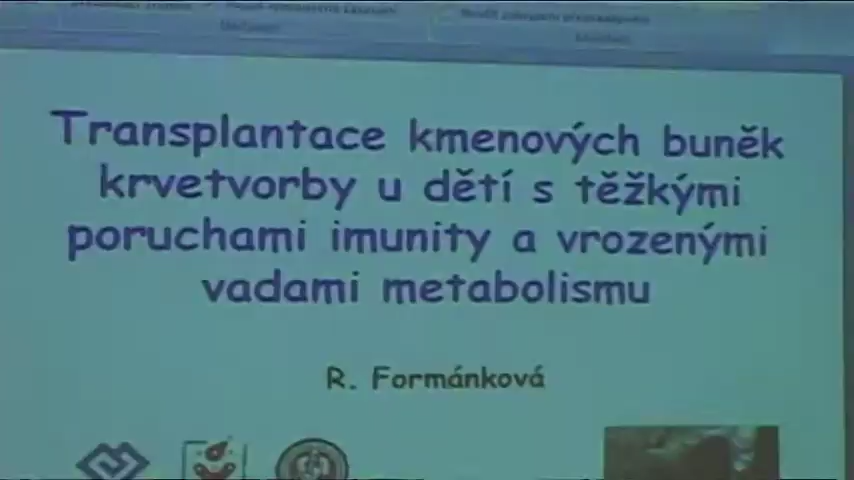 Transplantace kmenových buněk
krvetvorby u dětí s těžkými
poruchami imunity a vrozenými
vadami metabolismu
R. Formánková